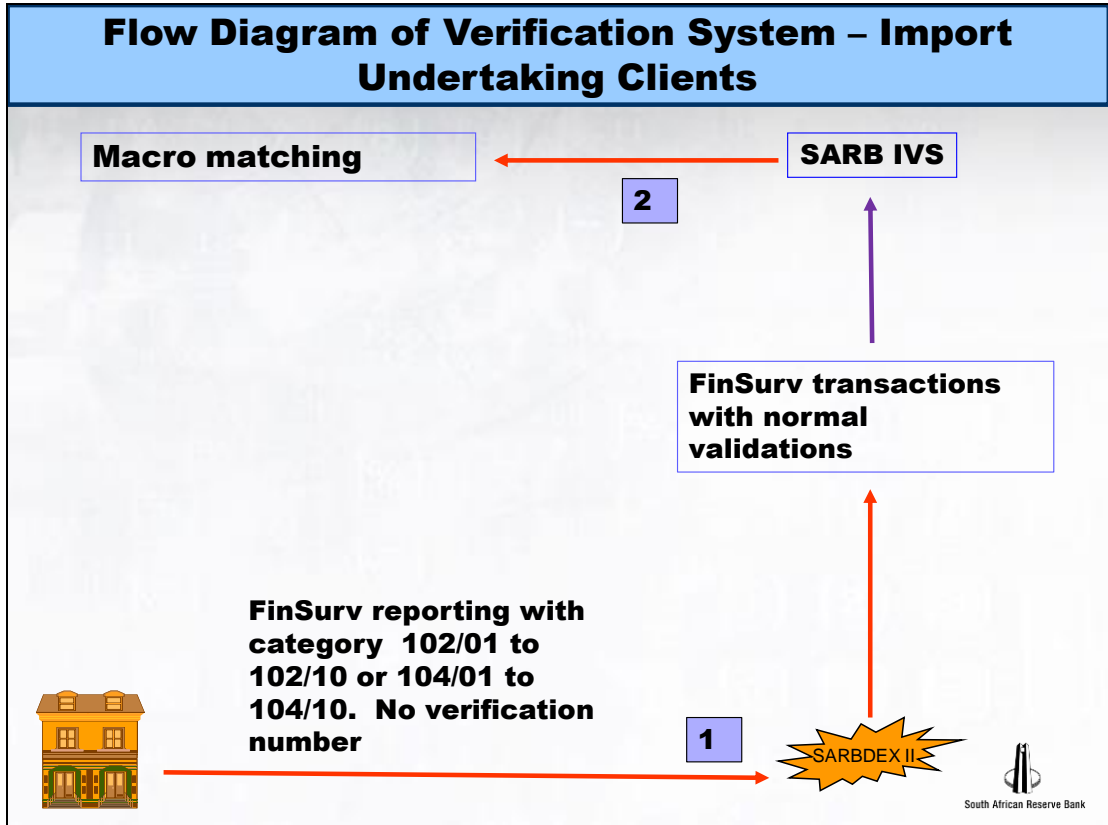 Flow Diagram of Verification System – Import
Undertaking Clients
Macro matching
SARB IVS
2
FinSurv transactions
with normal
validations
FinSurv reporting with
category 102/01 to
102/10 or 104/01 to
104/10. No verification
number
1
SARBDEX II
South African Reserve Bank